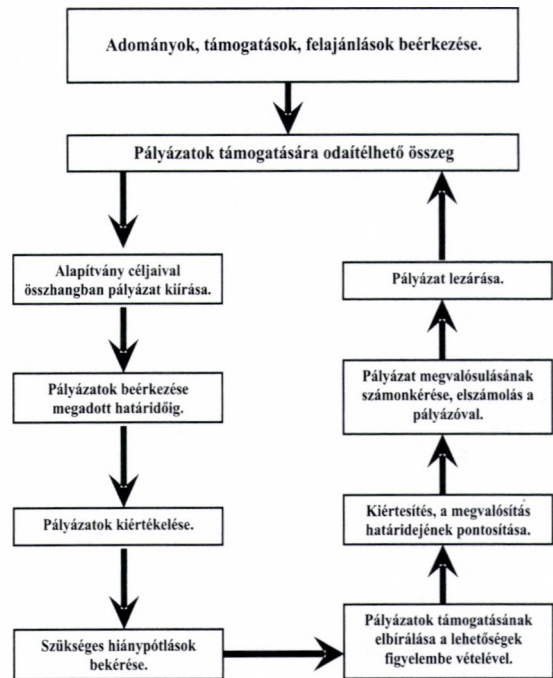 Adományok, támogatások, felajánlások beérkezése.
Pályázatok támogatására odaítélhető összeg
Alapítvány céljaival
összhangban pályázat kiírása.
Pályázatok beérkezése
megadott határidőig.
Pályázatok kiértékelése.
Szükséges hiánypótlások
bekérése.
Pályázatok támogatásának
elbírálása a lehetőségek
figyelembe vételével.
Kiértesítés, a megvalósítás
határidejének pontosítása.
Pályázat megvalósulásának
számonkérése, elszámolás a
pályázóval.
Pályázat lezárása.